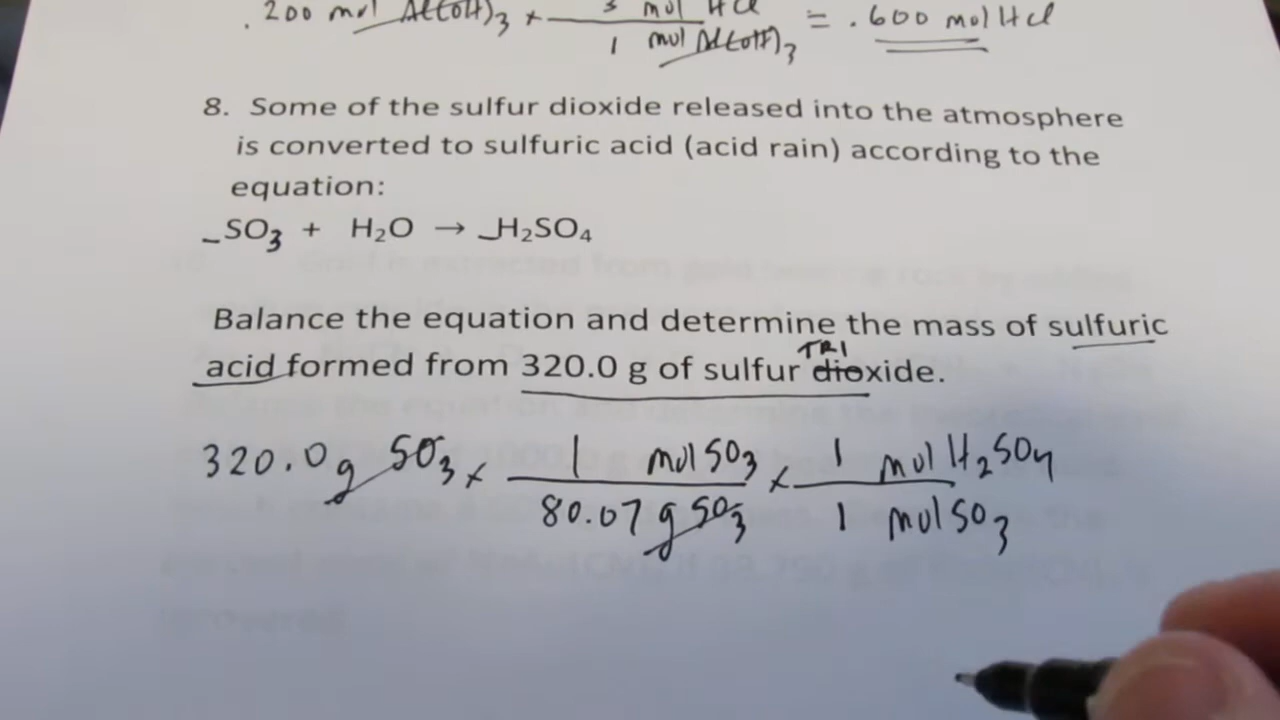 .200 mol Al(OH)₃ × 3 mol HCl = .600 mol HCl
1 mol Al(OH)₃
8. Some of the sulfur dioxide released into the atmosphere
is converted to sulfuric acid (acid rain) according to the
equation:
_SO₃ + H₂O → _H₂SO₄
Balance the equation and determine the mass of sulfuric
TRI
acid formed from 320.0 g of sulfur dioxide.
320.0 g SO₃ × 1 mol SO₃ × 1 mol H₂SO₄
80.07 g SO₃ 1 mol SO₃